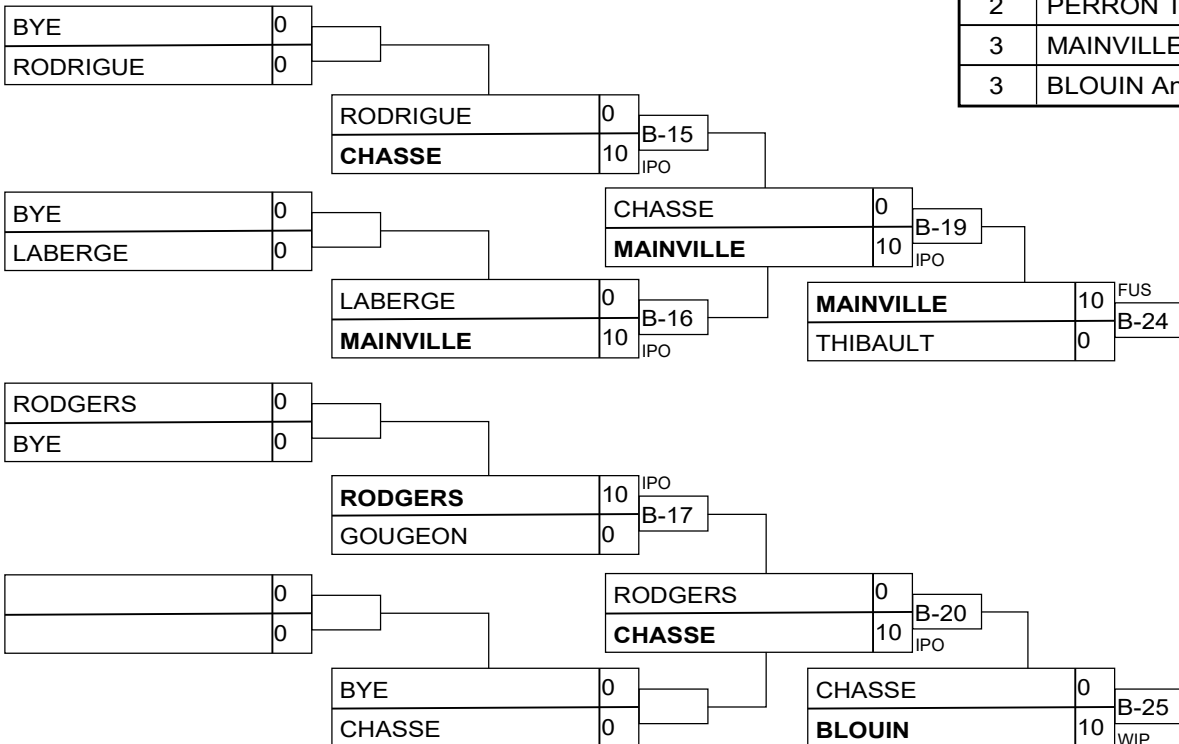 2 PERRON
3 MAINVILLE
3 BLOUIN
BYE 0
RODRIGUE 0
RODRIGUE 0
CHASSE 10
B-15
IPO
BYE 0
LABERGE 0
CHASSE 0
MAINVILLE 10
B-19
IPO
LABERGE 0
MAINVILLE 10
B-16
IPO
MAINVILLE 10
THIBAULT 0
FUS
B-24
RODGERS 0
BYE 0
RODGERS 10
GOUGEON 0
IPO
B-17
0
0
RODGERS 0
CHASSE 10
B-20
IPO
BYE 0
CHASSE 0
CHASSE 0
BLOUIN 10
B-25
WIP